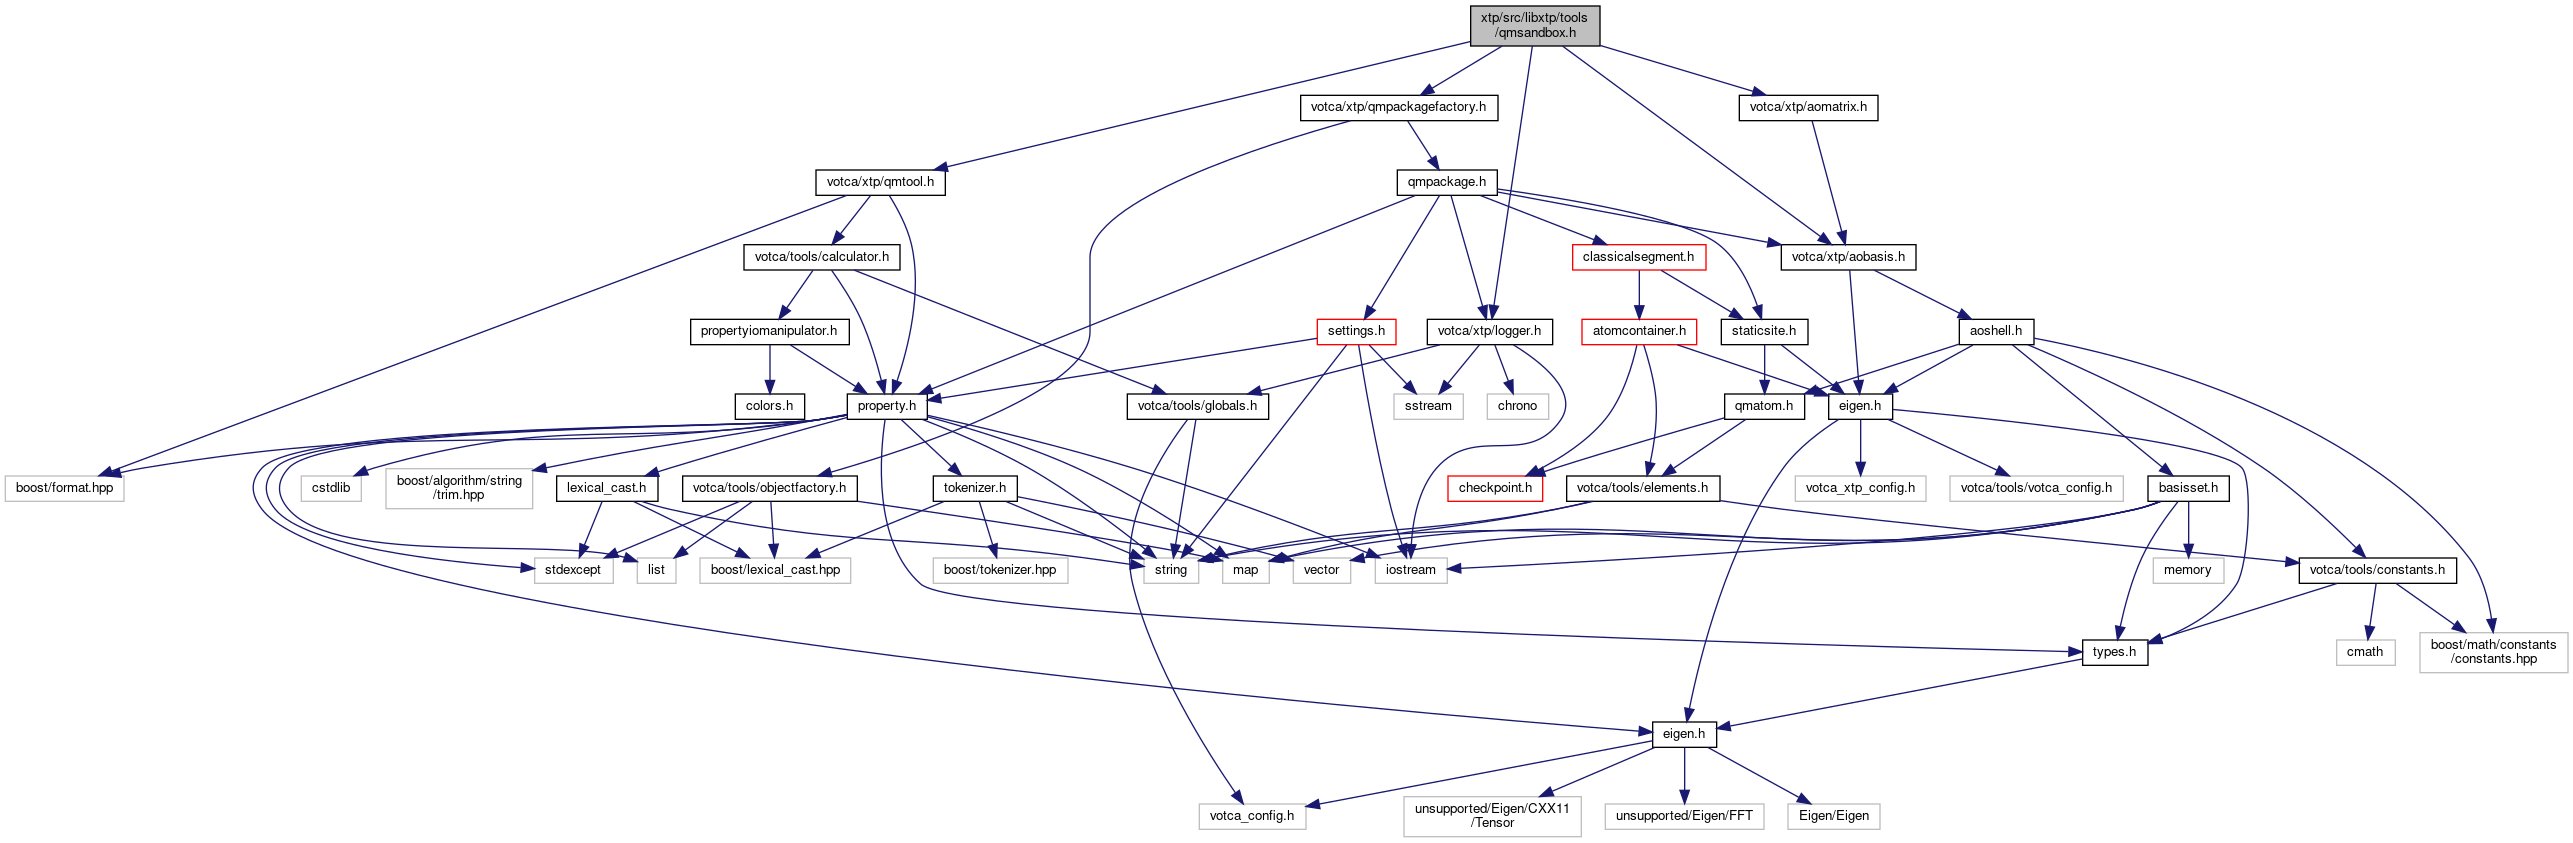 xtp/src/libxtp/tools
/qmsandbox.h
votca/xtp/qmpackagefactory.h
votca/xtp/aomatrix.h
votca/xtp/qmtool.h
qmpackage.h
votca/tools/calculator.h
classicalsegment.h
votca/xtp/aobasis.h
propertyiomanipulator.h
settings.h
votca/xtp/logger.h
atomcontainer.h
staticsite.h
aoshell.h
colors.h
property.h
votca/tools/globals.h
sstream
chrono
qmatom.h
eigen.h
boost/format.hpp
cstdlib
boost/algorithm/string
/trim.hpp
lexical_cast.h
votca/tools/objectfactory.h
tokenizer.h
checkpoint.h
votca/tools/elements.h
votca_xtp_config.h
votca/tools/votca_config.h
basisset.h
stdexcept
list
boost/lexical_cast.hpp
boost/tokenizer.hpp
string
map
vector
iostream
memory
votca/tools/constants.h
types.h
cmath
boost/math/constants
/constants.hpp
eigen.h
votca_config.h
unsupported/Eigen/CXX11
/Tensor
unsupported/Eigen/FFT
Eigen/Eigen